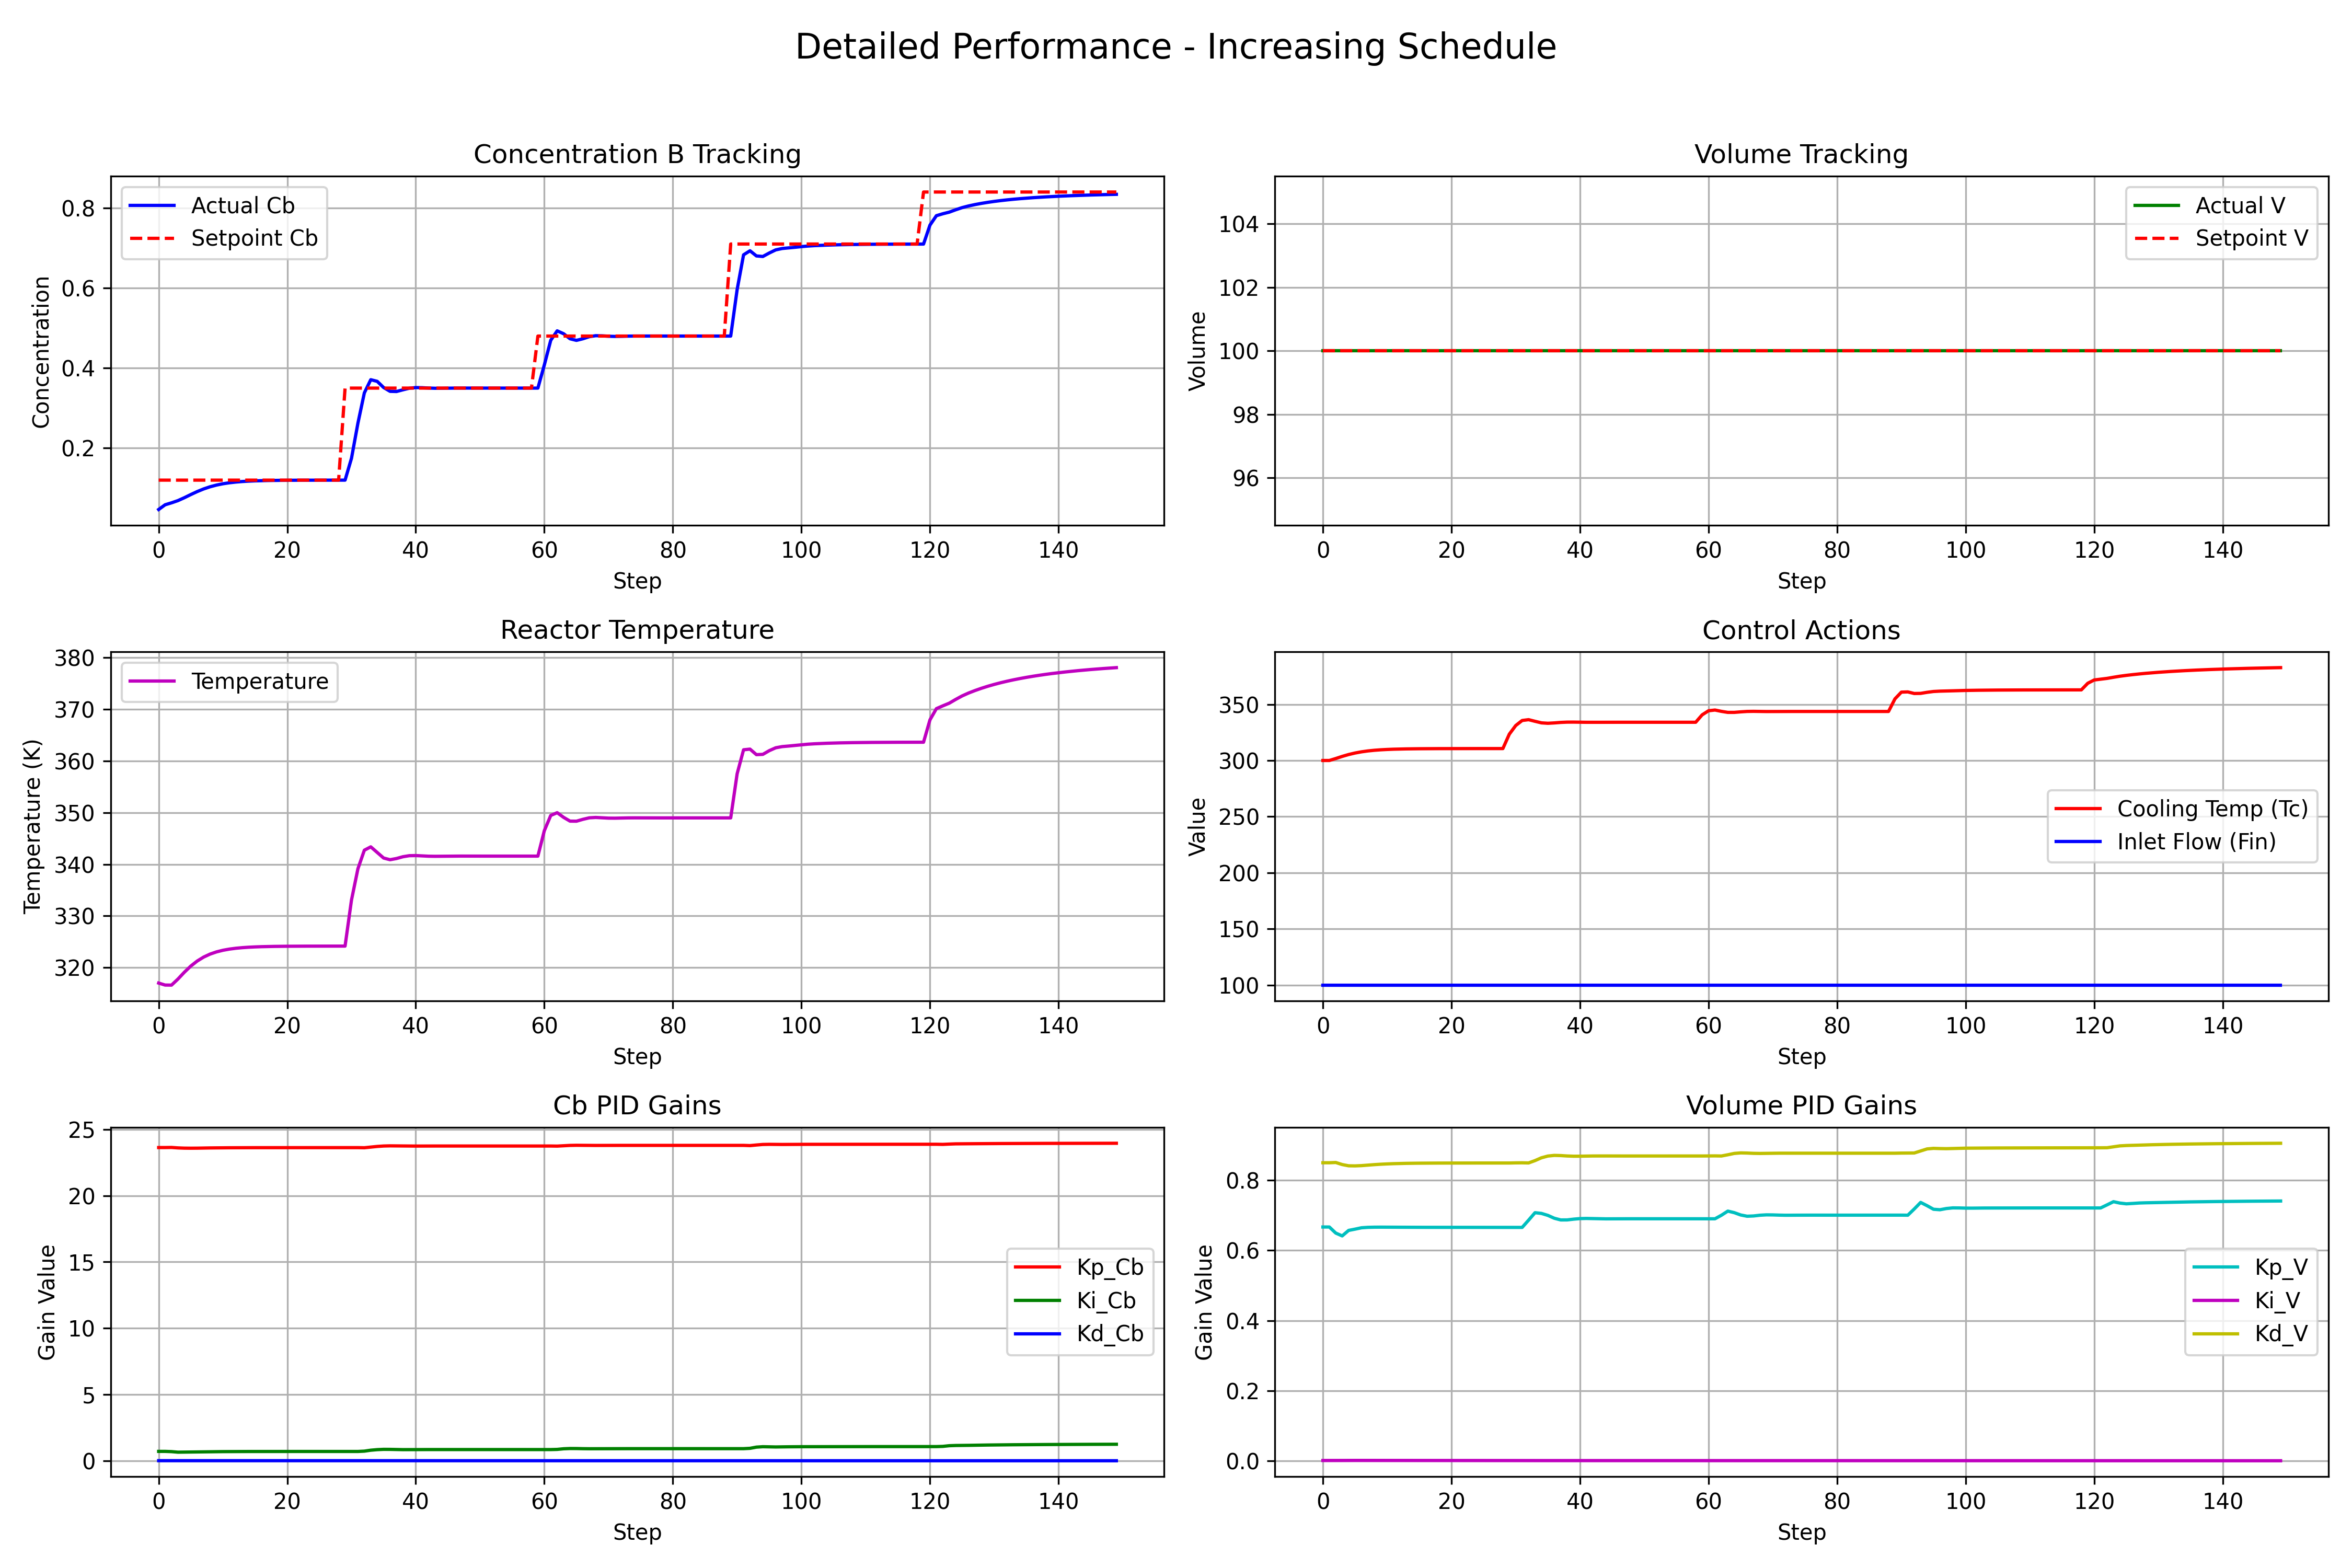 Detailed Performance - Increasing Schedule
Concentration B Tracking
Concentration
0.8
0.6
0.4
0.2
Actual Cb
Setpoint Cb
0 20 40 60 80 100 120 140
Step
Volume Tracking
Volume
104
102
100
98
96
Actual V
Setpoint V
0 20 40 60 80 100 120 140
Step
Reactor Temperature
Temperature (K)
380
370
360
350
340
330
320
Temperature
0 20 40 60 80 100 120 140
Step
Control Actions
Value
350
300
250
200
150
100
Cooling Temp (Tc)
Inlet Flow (Fin)
0 20 40 60 80 100 120 140
Step
Cb PID Gains
Gain Value
25
20
15
10
5
0
Kp_Cb
Ki_Cb
Kd_Cb
0 20 40 60 80 100 120 140
Step
Volume PID Gains
Gain Value
0.8
0.6
0.4
0.2
0.0
Kp_V
Ki_V
Kd_V
0 20 40 60 80 100 120 140
Step